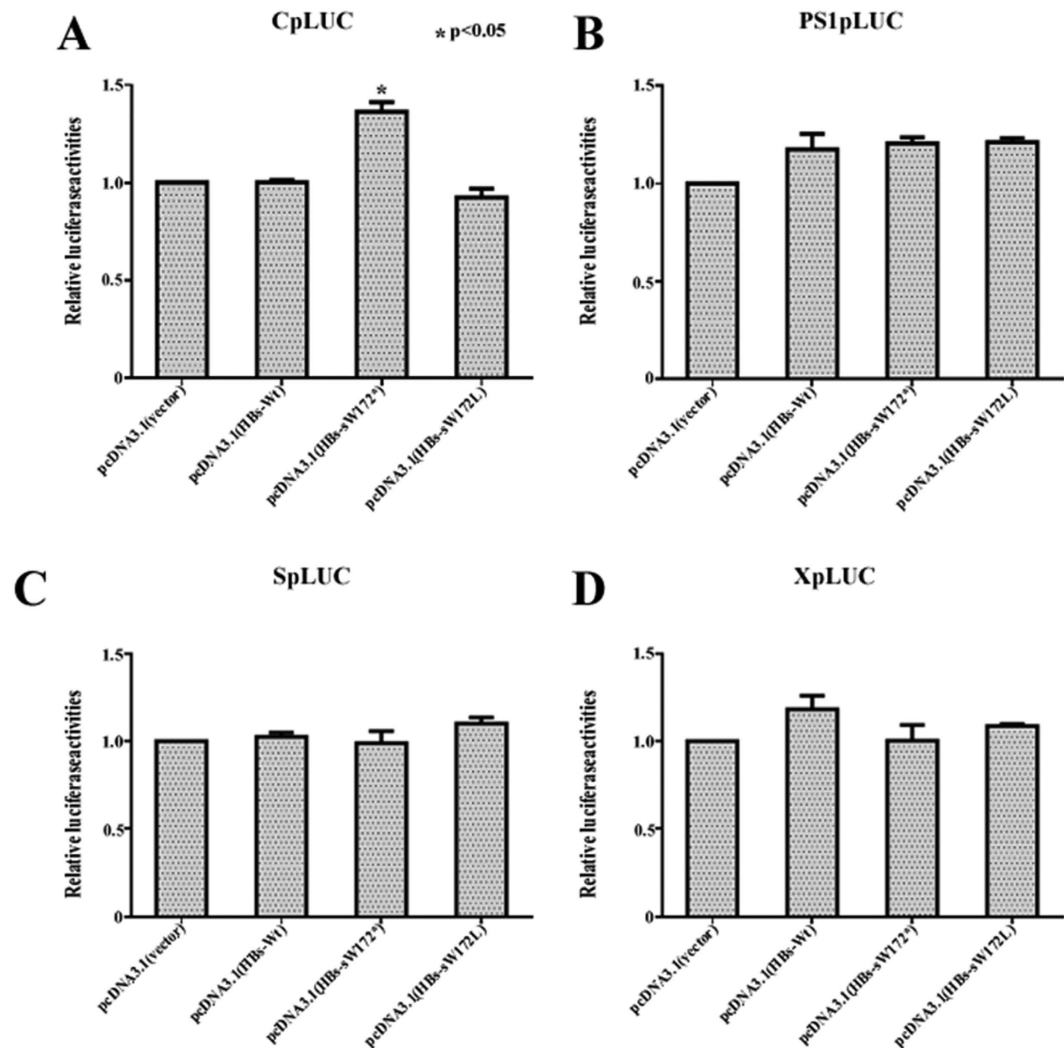 A
CpLUC
* p<0.05
Relative luciferaseactivities
1.5
*
1.0
0.5
0
pcDNA3.1(vector)
pcDNA3.1(HBs-Wt)
pcDNA3.1(HBs-sW172*)
pcDNA3.1(HBs-sW172L)
B
PS1pLUC
Relative luciferaseactivities
1.5
1.0
0.5
0
pcDNA3.1(vector)
pcDNA3.1(HBs-Wt)
pcDNA3.1(HBs-sW172*)
pcDNA3.1(HBs-sW172L)
C
SpLUC
Relative luciferaseactivities
1.5
1.0
0.5
0
pcDNA3.1(vector)
pcDNA3.1(HBs-Wt)
pcDNA3.1(HBs-sW172*)
pcDNA3.1(HBs-sW172L)
D
XpLUC
Relative luciferaseactivities
1.5
1.0
0.5
0
pcDNA3.1(vector)
pcDNA3.1(HBs-Wt)
pcDNA3.1(HBs-sW172*)
pcDNA3.1(HBs-sW172L)